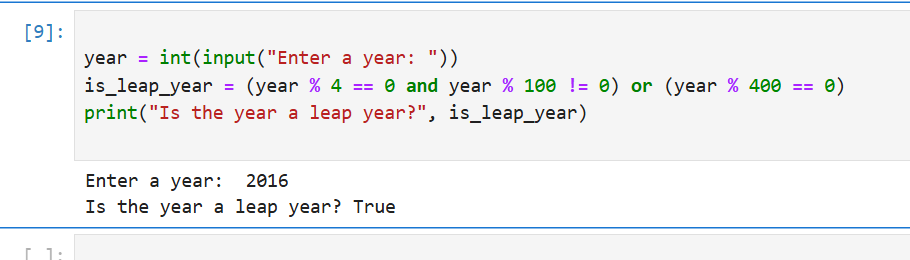 [9]:
year = int(input("Enter a year: "))
is_leap_year = (year % 4 == 0 and year % 100 != 0) or (year % 400 == 0)
print("Is the year a leap year?", is_leap_year)
Enter a year:  2016
Is the year a leap year? True
[ ]: